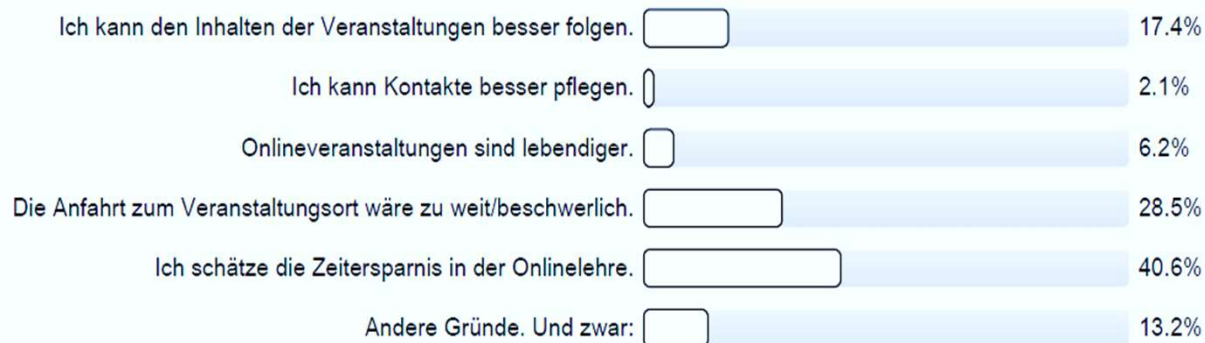 Ich kann den Inhalten der Veranstaltungen besser folgen. 17.4%
Ich kann Kontakte besser pflegen. 2.1%
Onlineveranstaltungen sind lebendiger. 6.2%
Die Anfahrt zum Veranstaltungsort wäre zu weit/beschwerlich. 28.5%
Ich schätze die Zeitersparnis in der Onlinelehre. 40.6%
Andere Gründe. Und zwar: 13.2%